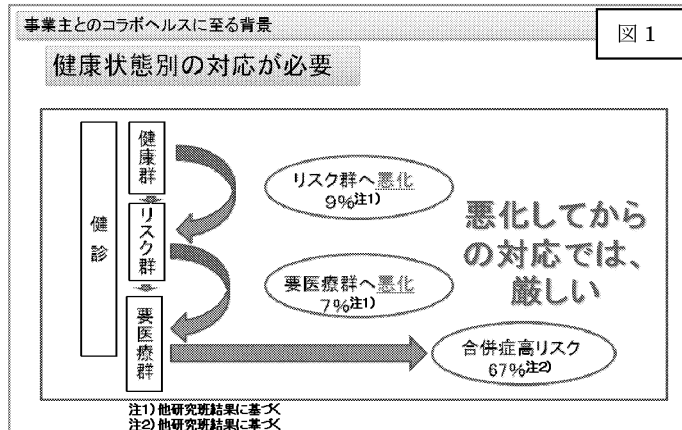 事業主とのコラボヘルスに至る背景
図1
健康状態別の対応が必要
健診
健康群
リスク群
要医療群
リスク群へ悪化
9%注1)
要医療群へ悪化
7%注1)
合併症高リスク
67%注2)
悪化してから
の対応では、
厳しい
注1)他研究班結果に基づく
注2)他研究班結果に基づく